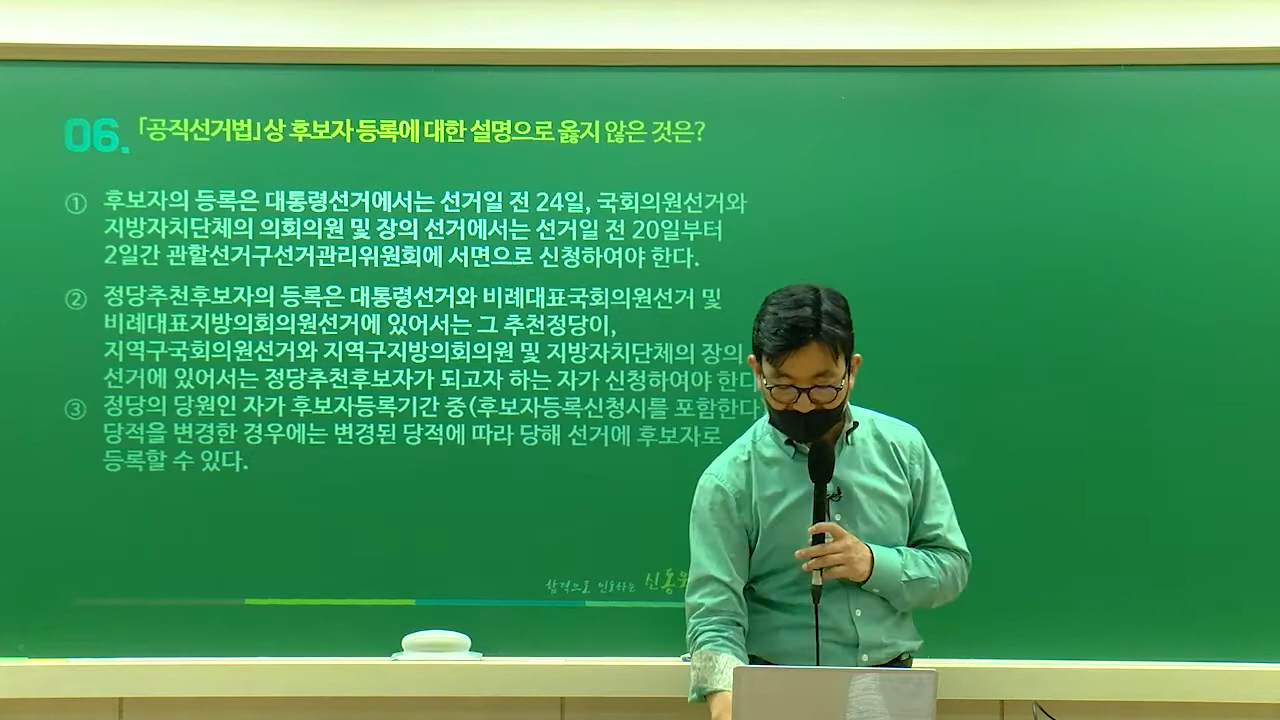 06. 「공직선거법」상 후보자 등록에 대한 설명으로 옳지 않은 것은?
① 후보자의 등록은 대통령선거에서는 선거일 전 24일, 국회의원선거와
지방자치단체의 의회의원 및 장의 선거에서는 선거일 전 20일부터
2일간 관할선거구선거관리위원회에 서면으로 신청하여야 한다.
② 정당추천후보자의 등록은 대통령선거와 비례대표국회의원선거 및
비례대표지방의회의원선거에 있어서는 그 추천정당이,
지역구국회의원선거와 지역구지방의회의원 및 지방자치단체의 장의
선거에 있어서는 정당추천후보자가 되고자 하는 자가 신청하여야 한다
③ 정당의 당원인 자가 후보자등록기간 중(후보자등록신청시를 포함한다
당적을 변경한 경우에는 변경된 당적에 따라 당해 선거에 후보자로
등록할 수 있다.
합격으로 인도하는 신용